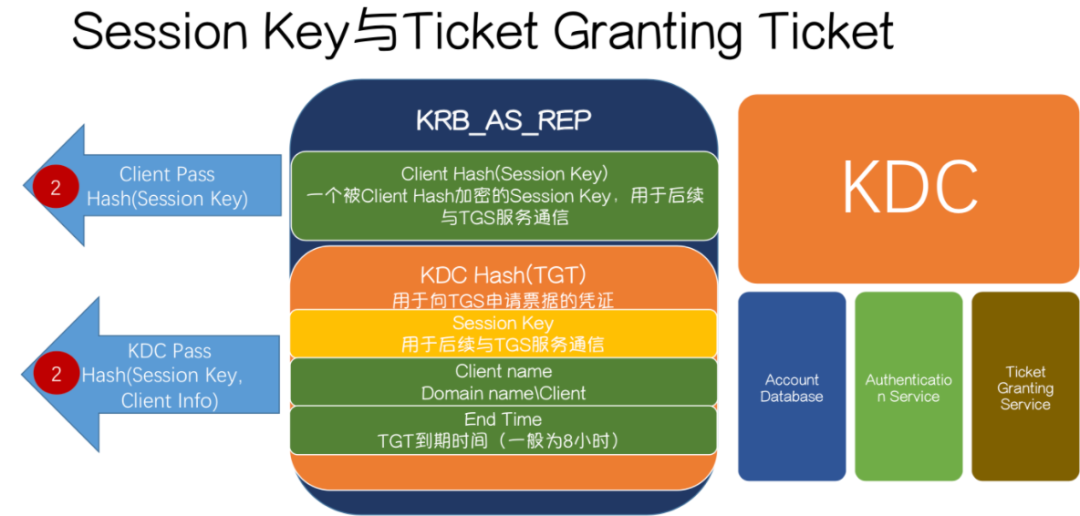 Session Key与Ticket Granting Ticket
KRB_AS_REP
2
Client Pass
Hash(Session Key)
Client Hash(Session Key)
一个被Client Hash加密的Session Key，用于后续
与TGS服务通信
KDC Hash(TGT)
用于向TGS申请票据的凭证
Session Key
用于后续与TGS服务通信
2
KDC Pass
Hash(Session Key,
Client Info)
Client name
Domain name\Client
End Time
TGT到期时间（一般为8小时）
KDC
Account
Database
Authenticatio
n Service
Ticket
Granting
Service